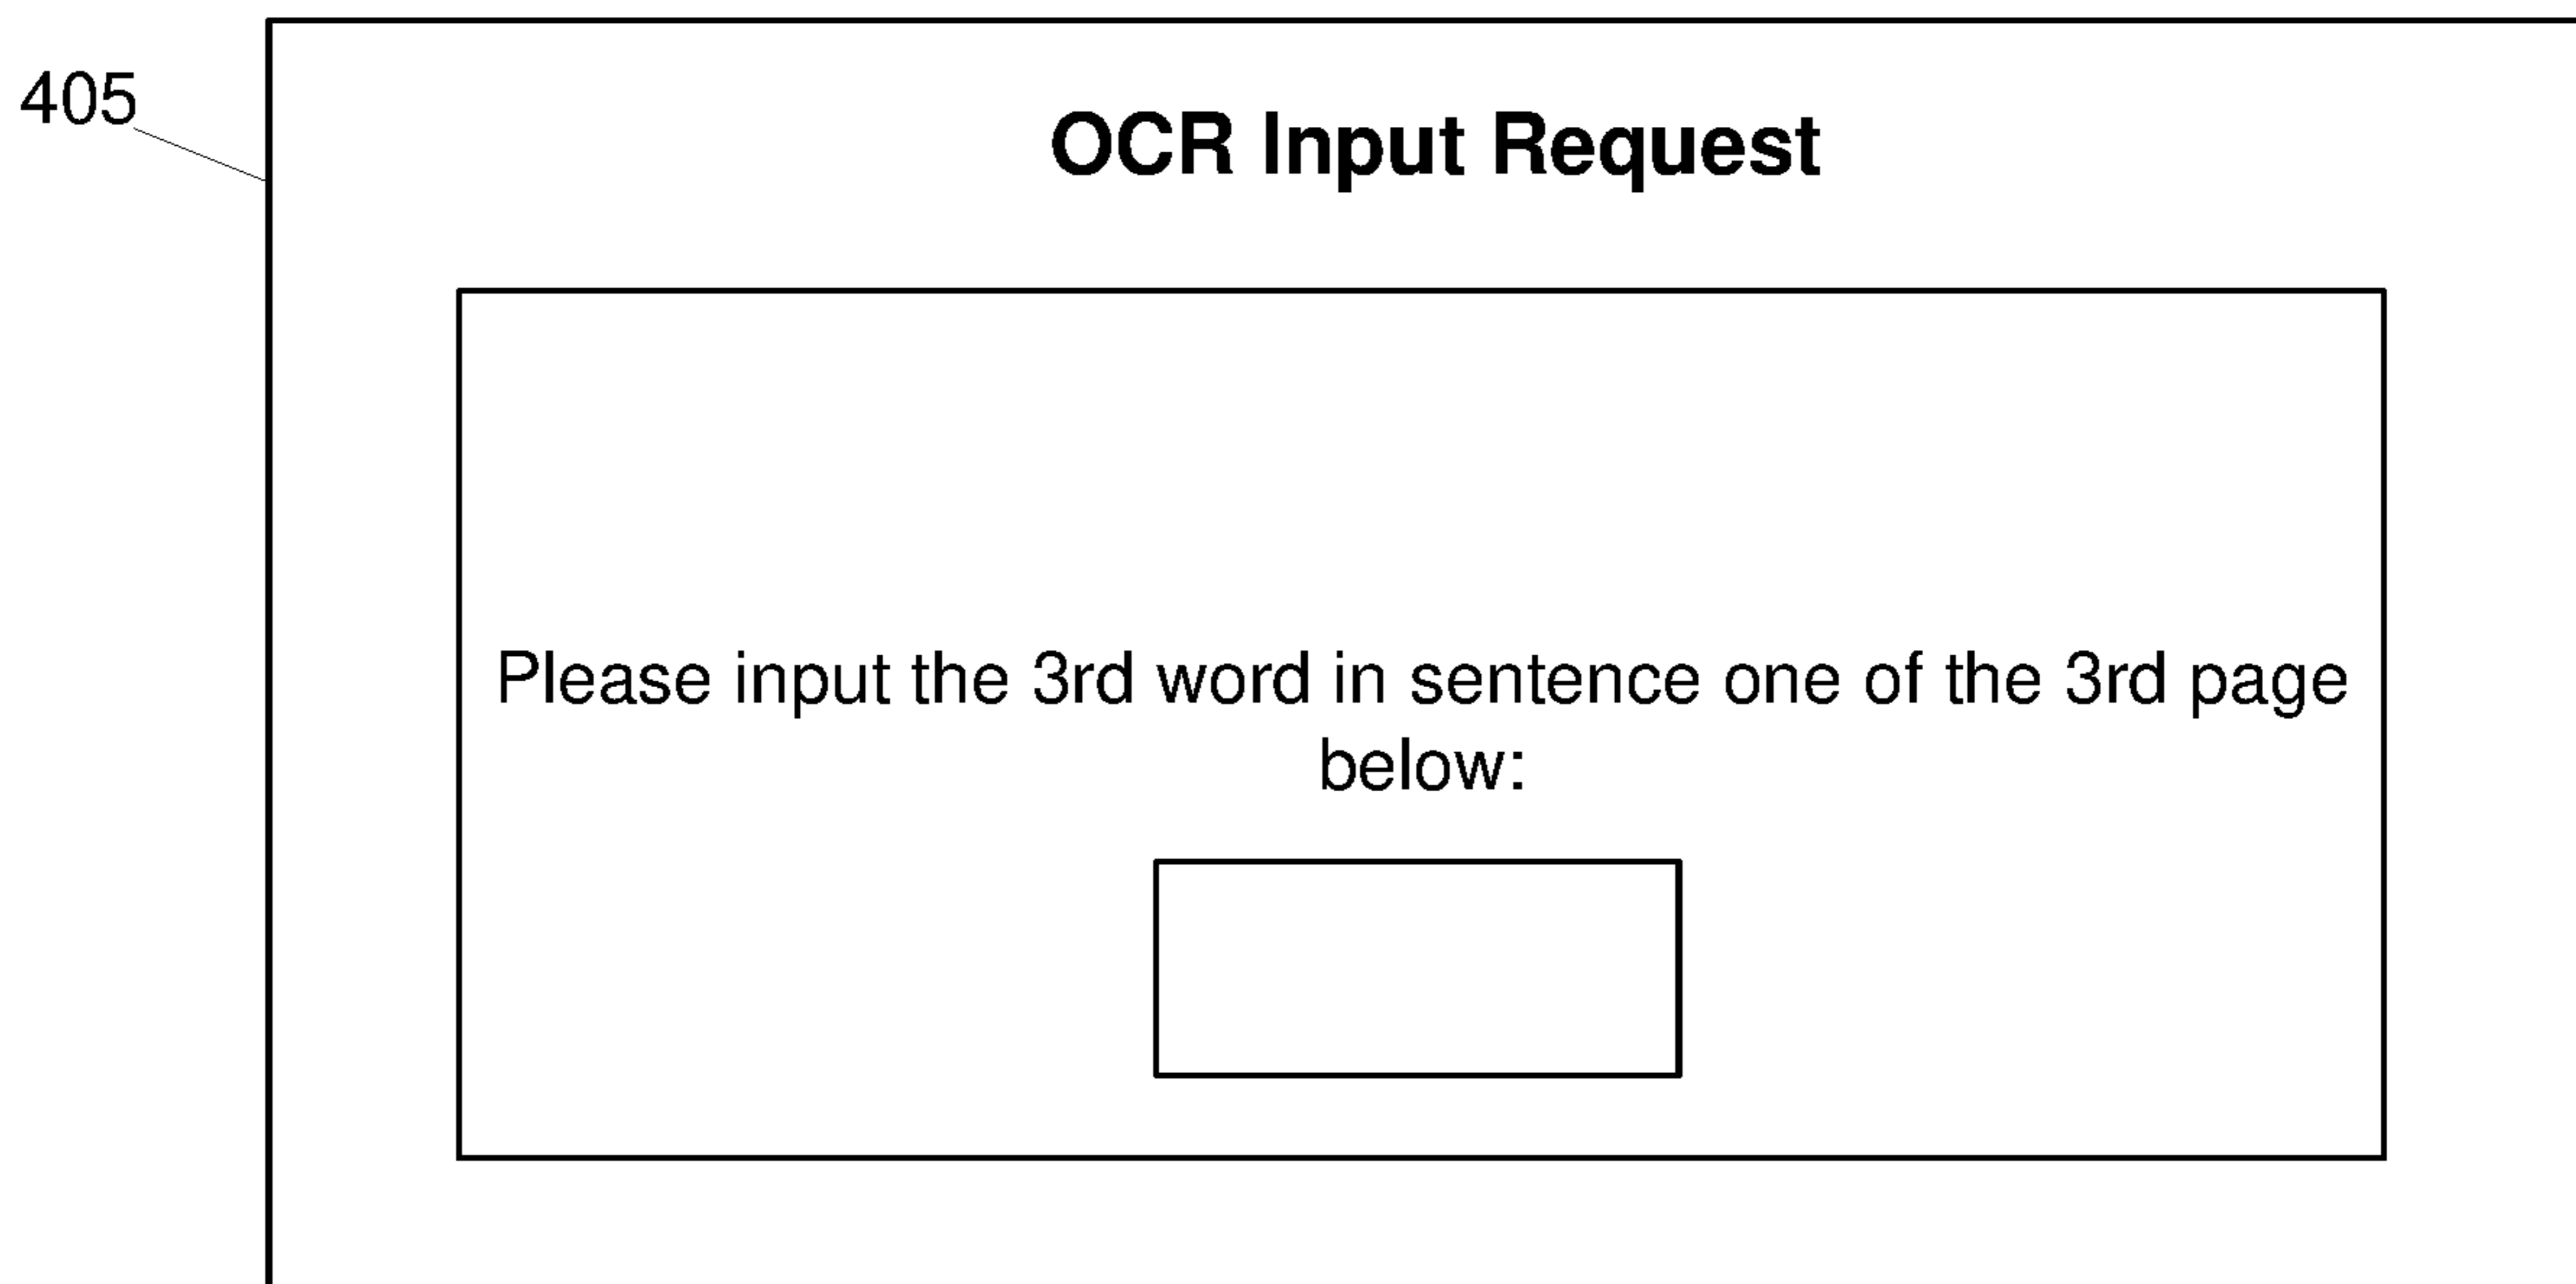 405
OCR Input Request
Please input the 3rd word in sentence one of the 3rd page
below: